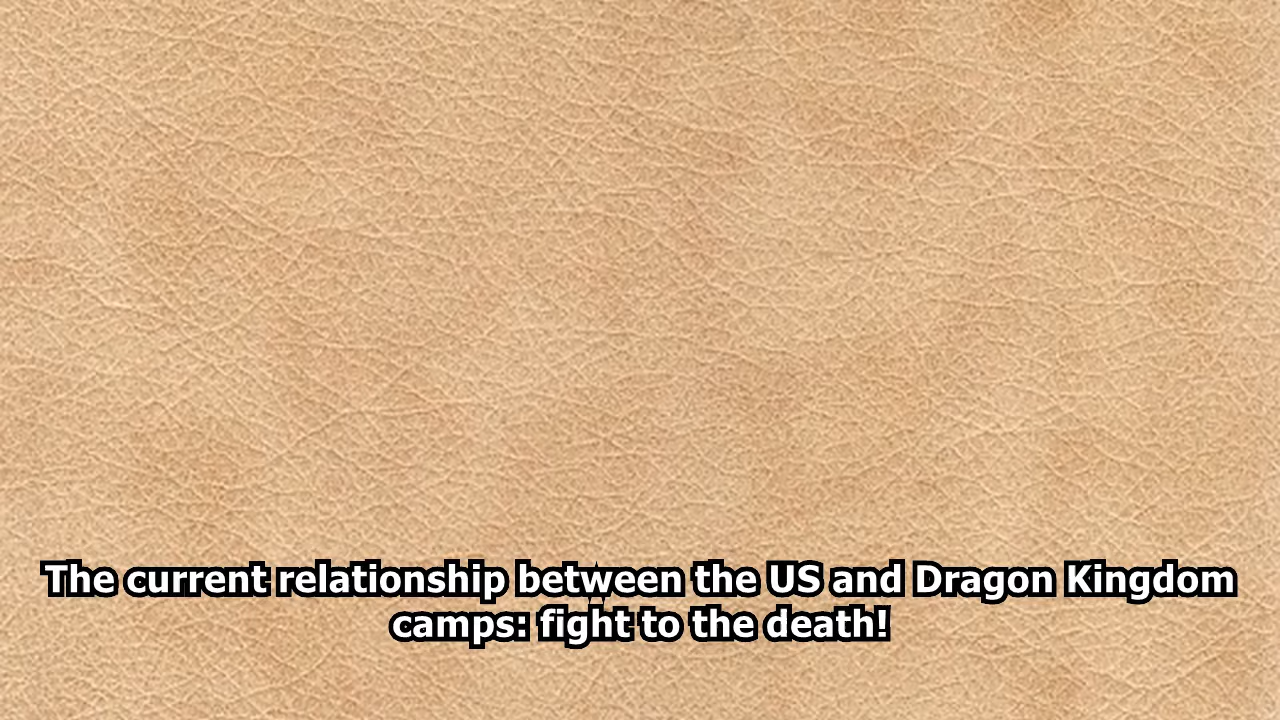 The current relationship between the US and Dragon Kingdom
camps: fight to the death!